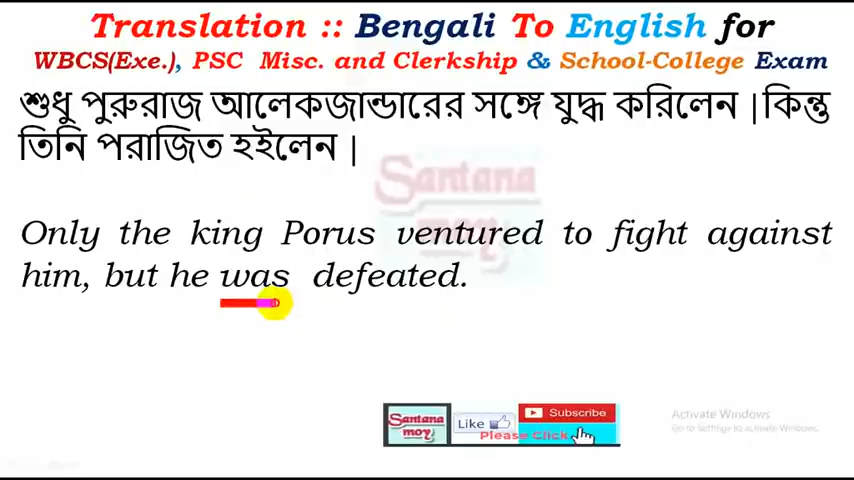 Translation :: Bengali To English for
WBCS(Exe.), PSC Misc. and Clerkship & School-College Exam
শুধু পুরুরাজ আলেকজান্ডারের সঙ্গে যুদ্ধ করিলেন | কিন্তু
তিনি পরাজিত হইলেন |
Santana
moy
Only the king Porus ventured to fight against
him, but he was defeated.
Santana
moy
Like
Subscribe
Please Click
Activate Windows
Go to Settings to activate Windows.